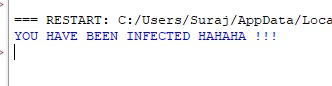 === RESTART: C:/Users/Suraj/AppData/Loca
YOU HAVE BEEN INFECTED HAHAHA !!!